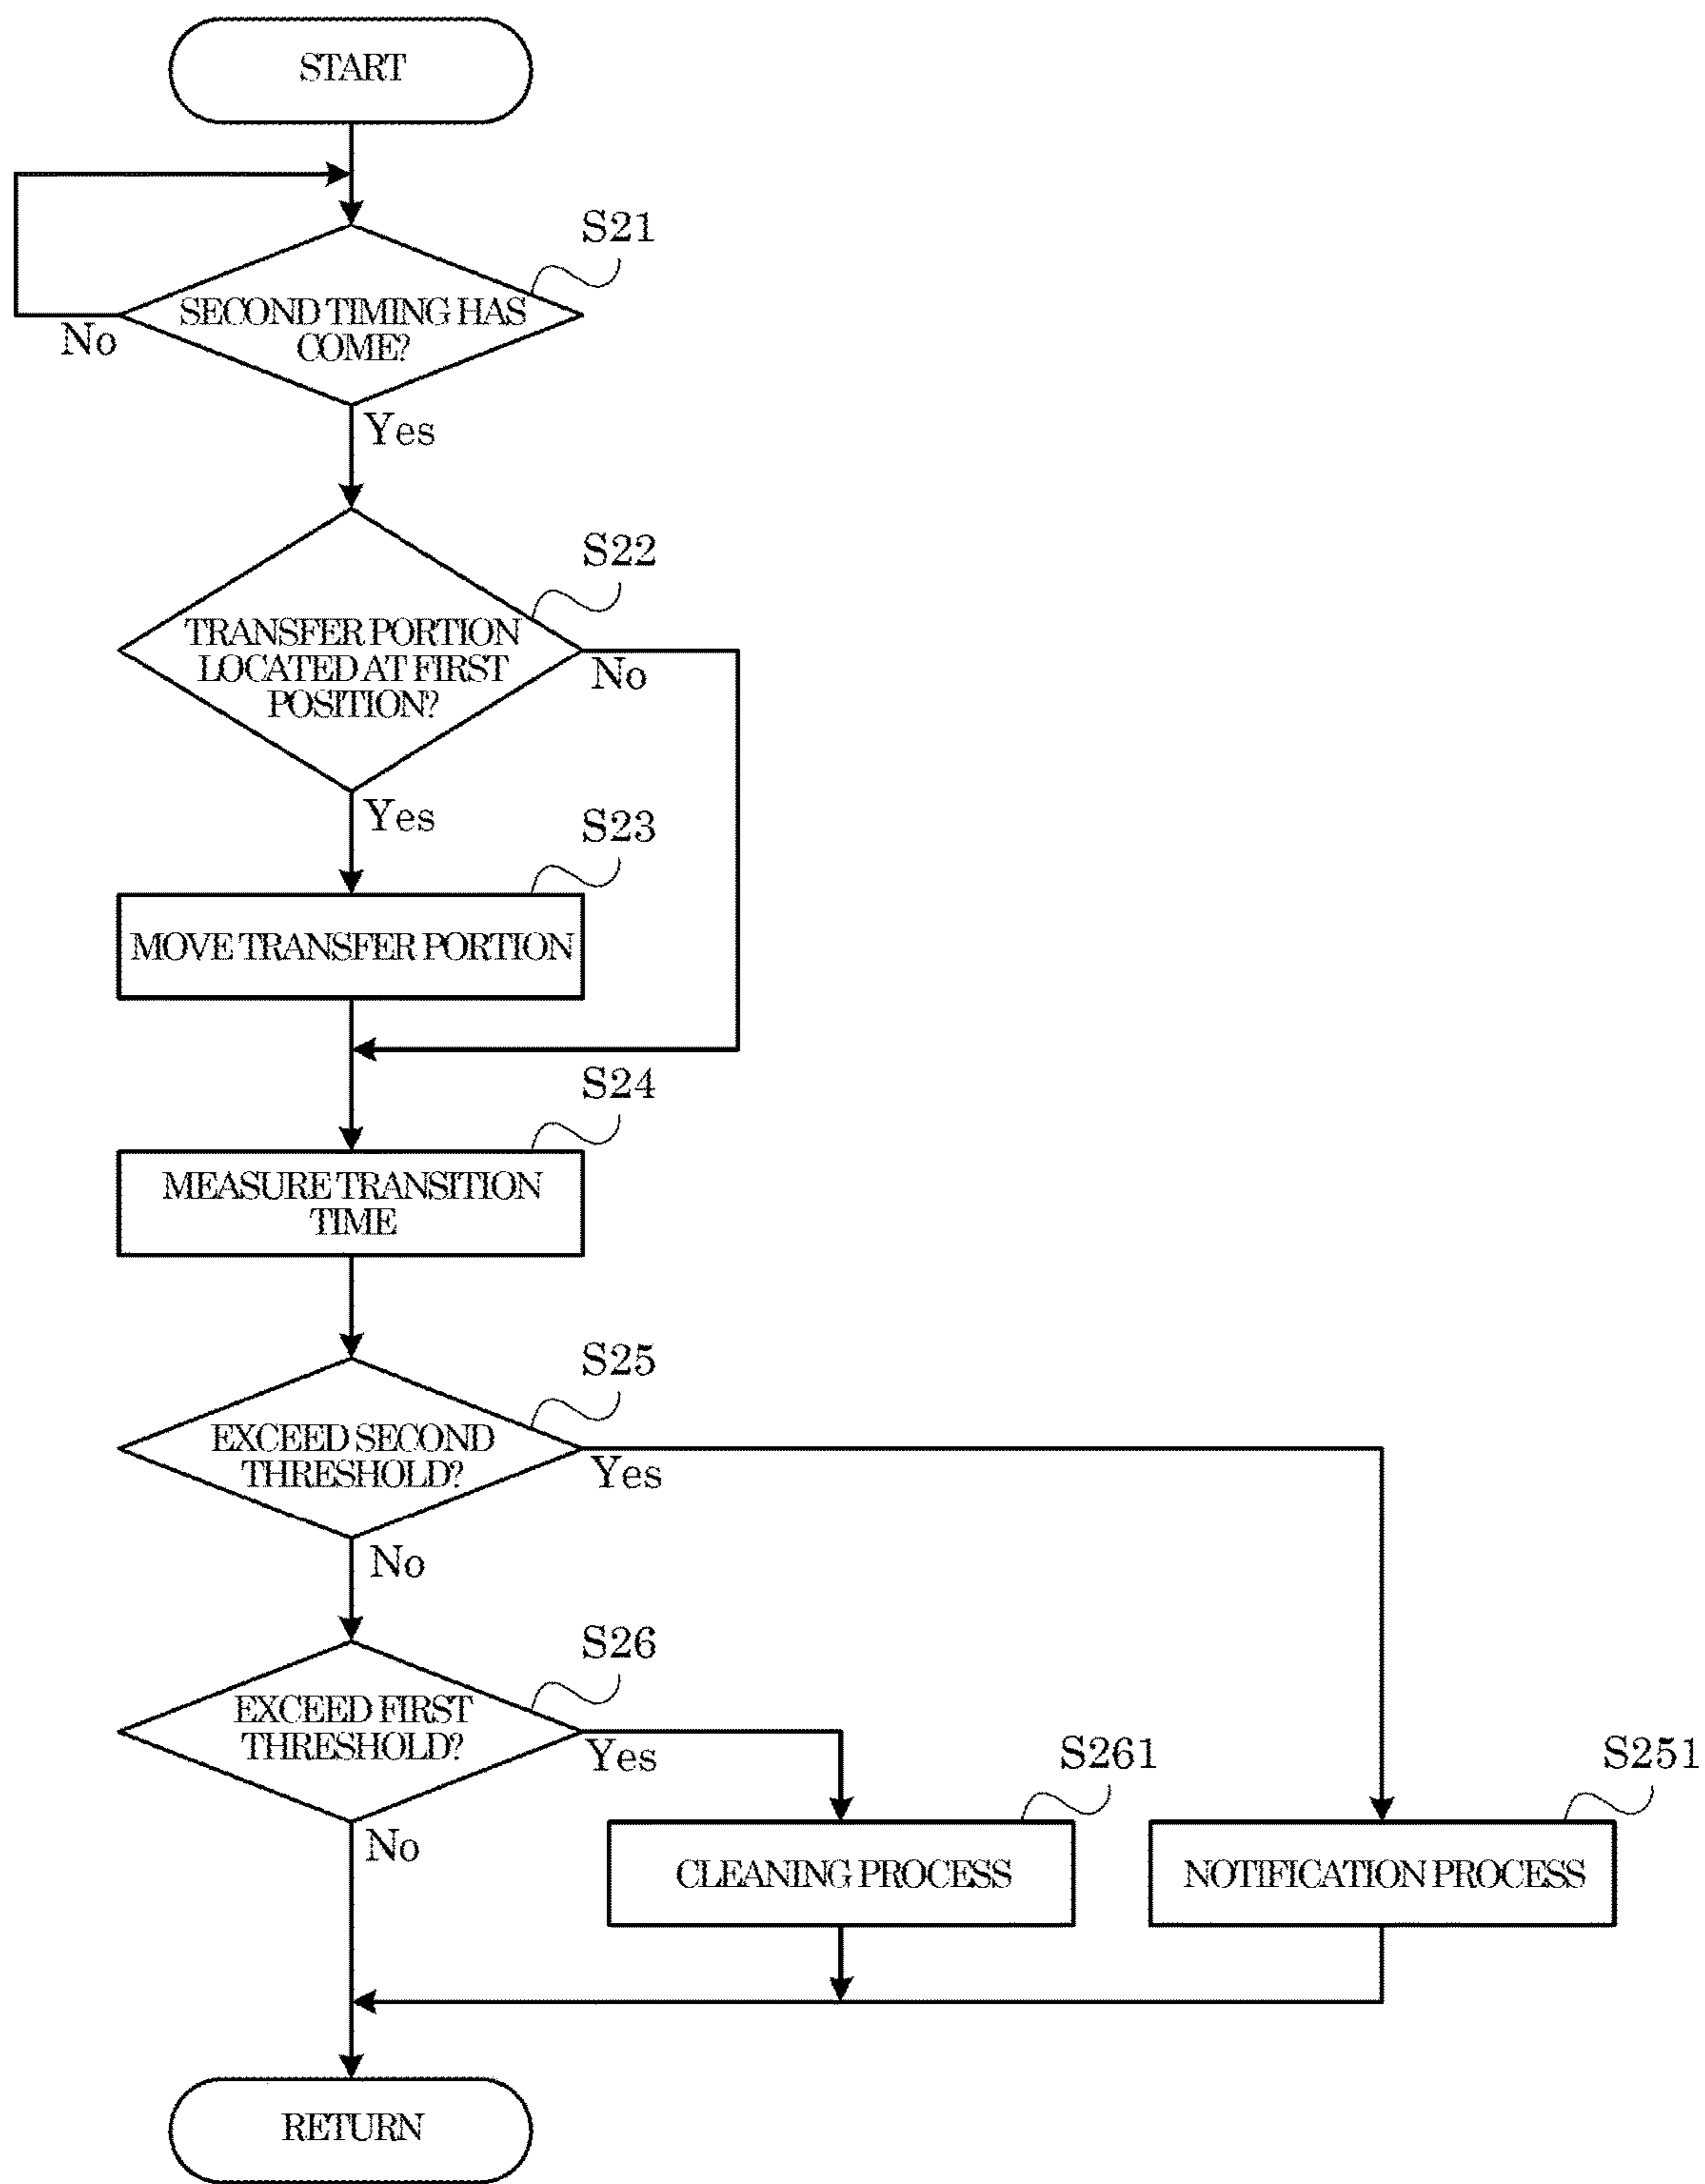 START
S21
SECOND TIMING HAS
COME?
No
Yes
S22
TRANSFER PORTION
LOCATED AT FIRST
POSITION?
No
Yes
S23
MOVE TRANSFER PORTION
S24
MEASURE TRANSITION
TIME
S25
EXCEED SECOND
THRESHOLD?
Yes
No
S26
EXCEED FIRST
THRESHOLD?
Yes
No
S261
CLEANING PROCESS
S251
NOTIFICATION PROCESS
RETURN